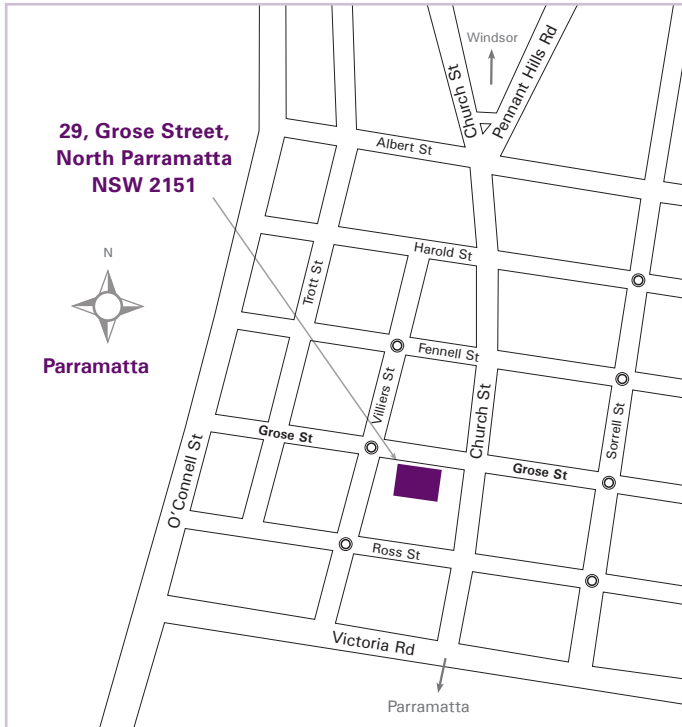 Windsor
Church St
Pennant Hills Rd
29, Grose Street,
North Parramatta
NSW 2151
Albert St
N
Harold St
Trott St
Parramatta
Fennell St
Villiers St
Church St
Sorrell St
Grose St
Grose St
O'Connell St
Ross St
Victoria Rd
Parramatta